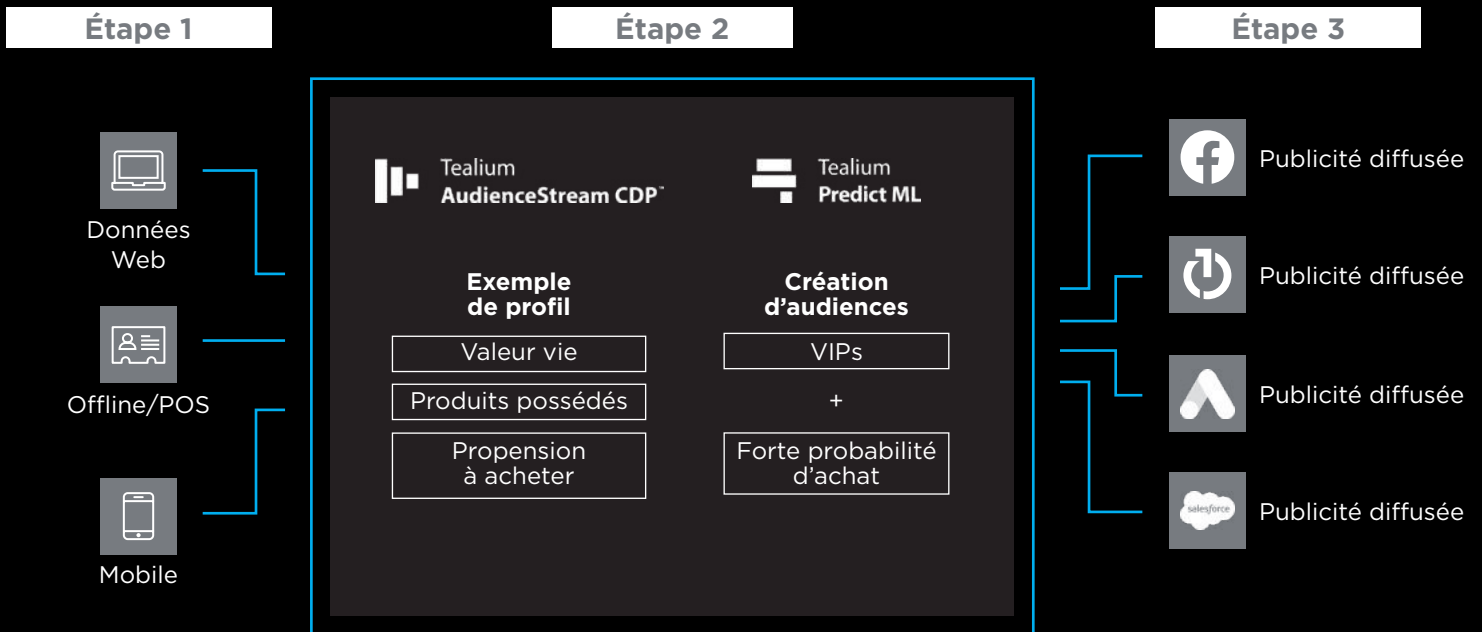 Étape 1
Étape 2
Étape 3
Données
Web
Offline/POS
Mobile
Tealium
AudienceStream CDP™
Exemple
de profil
Valeur vie
Produits possédés
Propension
à acheter
Tealium
Predict ML
Création
d’audiences
VIPs
+
Forte probabilité
d’achat
Publicité diffusée
Publicité diffusée
Publicité diffusée
salesforce
Publicité diffusée